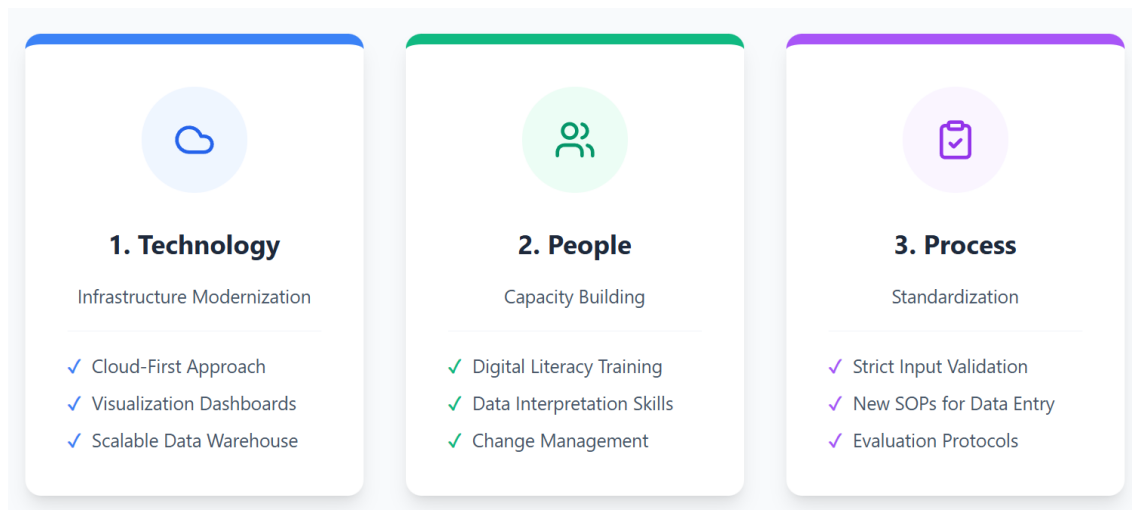 1. Technology
Infrastructure Modernization
✓ Cloud-First Approach
✓ Visualization Dashboards
✓ Scalable Data Warehouse
2. People
Capacity Building
✓ Digital Literacy Training
✓ Data Interpretation Skills
✓ Change Management
3. Process
Standardization
✓ Strict Input Validation
✓ New SOPs for Data Entry
✓ Evaluation Protocols